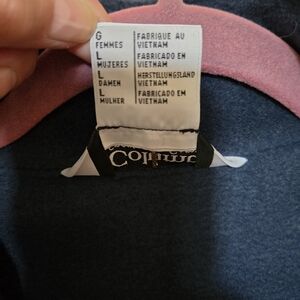 G FABRIQUE AU
FEMMES VIETNAM
L FABRICADO EN
MUJERES VIETNAM
L HERSTELLUNGSLAND
DAMEN VIETNAM
L FABRICADO EM
MULHER VIETNAM